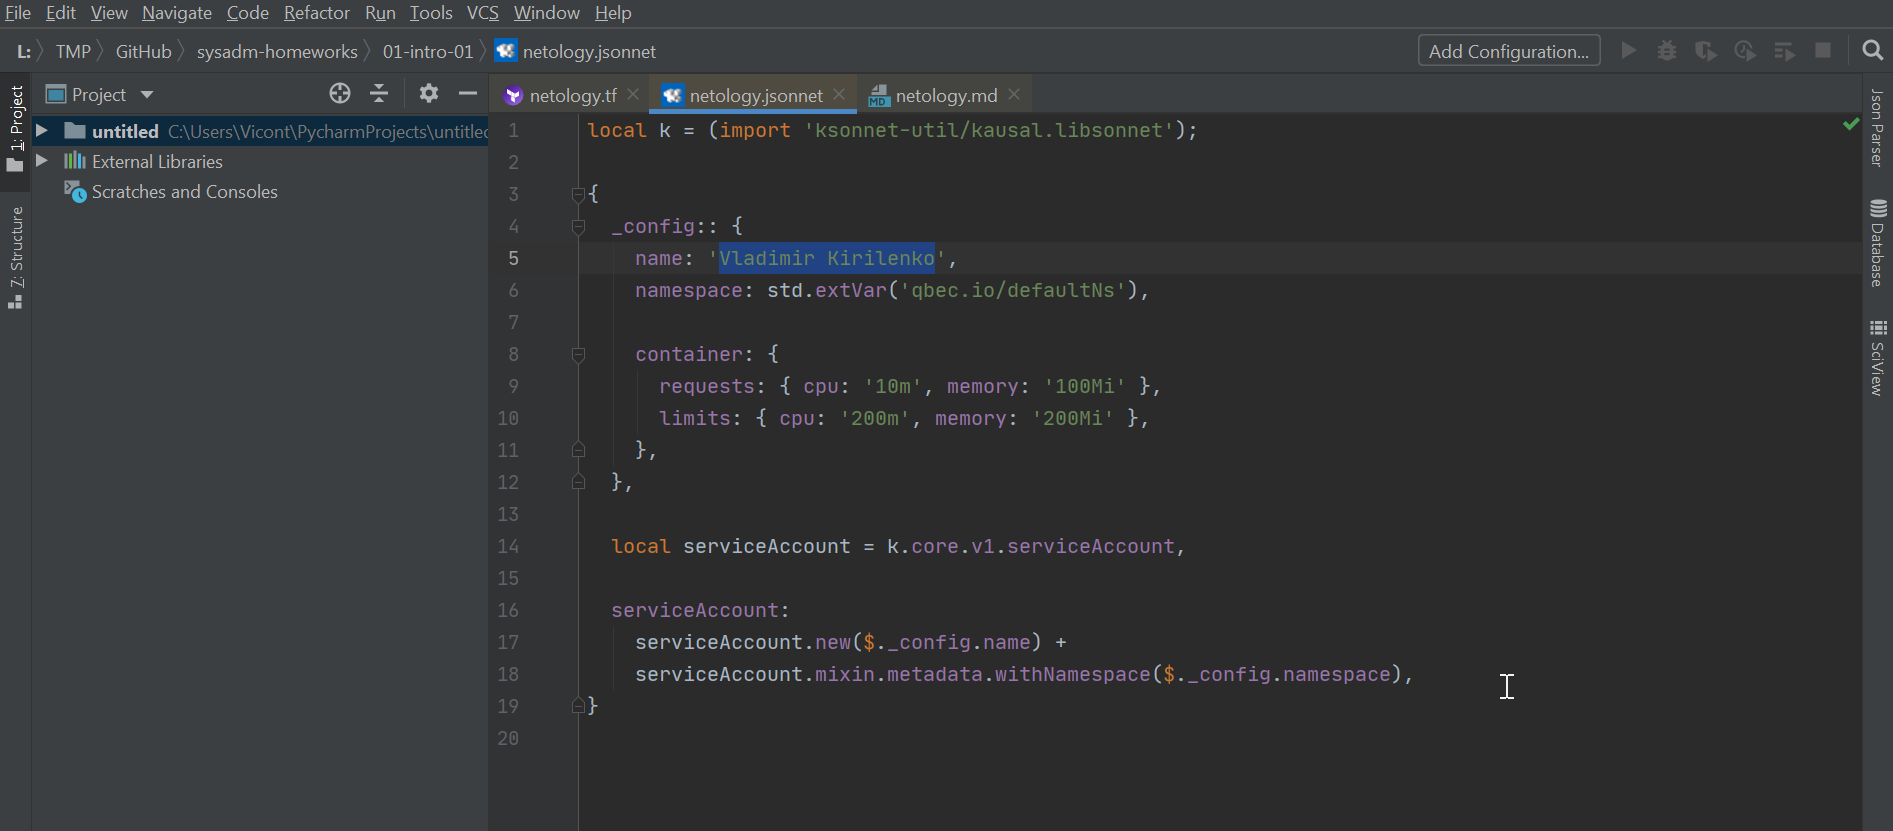 File Edit View Navigate Code Refactor Run Tools VCS Window Help
L: TMP GitHub sysadm-homeworks 01-intro-01 netology.jsonnet Add Configuration...
Project
untitled C:\Users\Vicont\PycharmProjects\untitled
External Libraries
Scratches and Consoles
1: Project
7: Structure
netology.tf netology.jsonnet MD netology.md
1 local k = (import 'ksonnet-util/kausal.libsonnet');
2
3 {
4   _config:: {
5     name: 'Vladimir Kirilenko',
6     namespace: std.extVar('qbec.io/defaultNs'),
7
8     container: {
9       requests: { cpu: '10m', memory: '100Mi' },
10       limits: { cpu: '200m', memory: '200Mi' },
11     },
12   },
13
14   local serviceAccount = k.core.v1.serviceAccount,
15
16   serviceAccount:
17     serviceAccount.new($._config.name) +
18     serviceAccount.mixin.metadata.withNamespace($._config.namespace),
19 }
20
Json Parser
Database
SciView